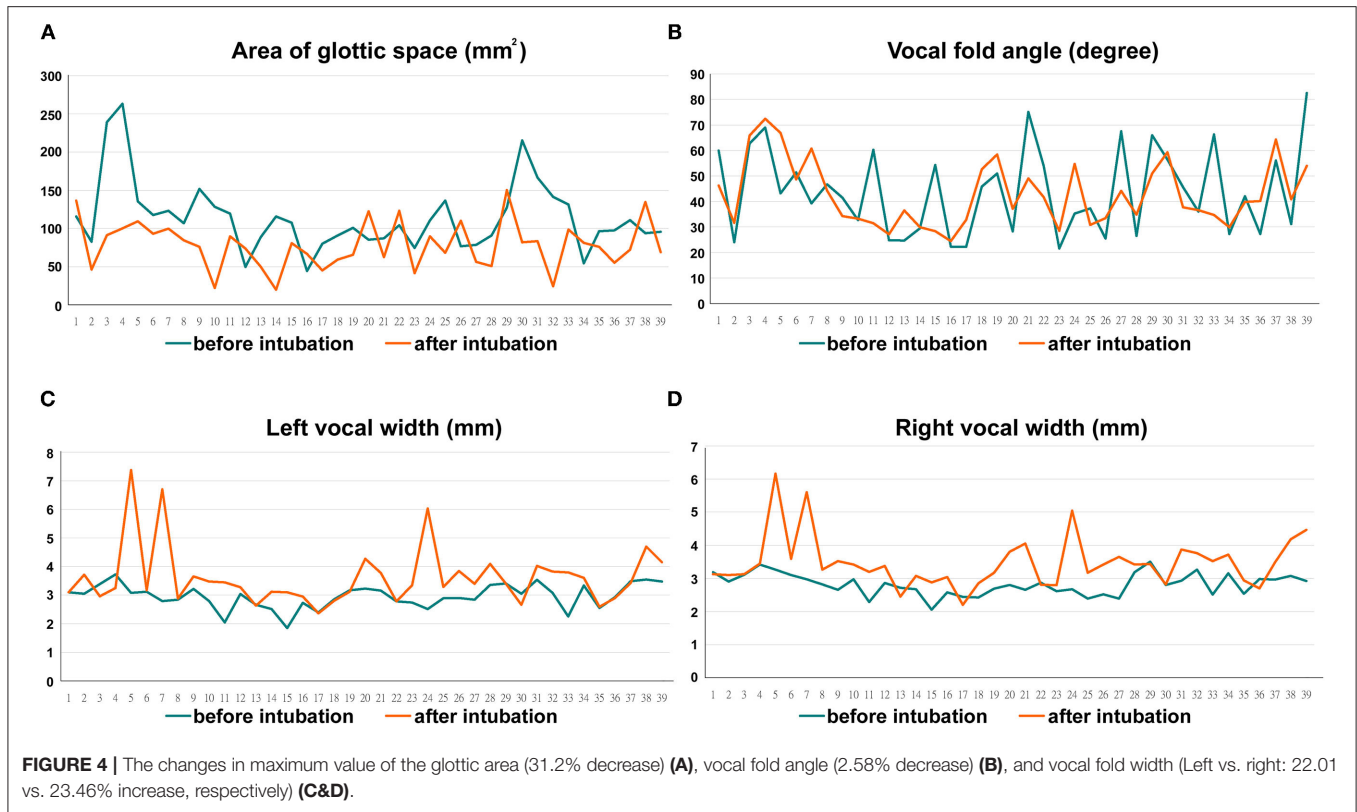 A
Area of glottic space (mm²)
300
250
200
150
100
50
0
1 2 3 4 5 6 7 8 9 10 11 12 13 14 15 16 17 18 19 20 21 22 23 24 25 26 27 28 29 30 31 32 33 34 35 36 37 38 39
before intubation after intubation
B
Vocal fold angle (degree)
90
80
70
60
50
40
30
20
10
0
1 2 3 4 5 6 7 8 9 10 11 12 13 14 15 16 17 18 19 20 21 22 23 24 25 26 27 28 29 30 31 32 33 34 35 36 37 38 39
before intubation after intubation
C
Left vocal width (mm)
8
7
6
5
4
3
2
1
0
1 2 3 4 5 6 7 8 9 10 11 12 13 14 15 16 17 18 19 20 21 22 23 24 25 26 27 28 29 30 31 32 33 34 35 36 37 38 39
before intubation after intubation
D
Right vocal width (mm)
7
6
5
4
3
2
1
0
1 2 3 4 5 6 7 8 9 10 11 12 13 14 15 16 17 18 19 20 21 22 23 24 25 26 27 28 29 30 31 32 33 34 35 36 37 38 39
before intubation after intubation
FIGURE 4 | The changes in maximum value of the glottic area (31.2% decrease) (A), vocal fold angle (2.58% decrease) (B), and vocal fold width (Left vs. right: 22.01
vs. 23.46% increase, respectively) (C&D).